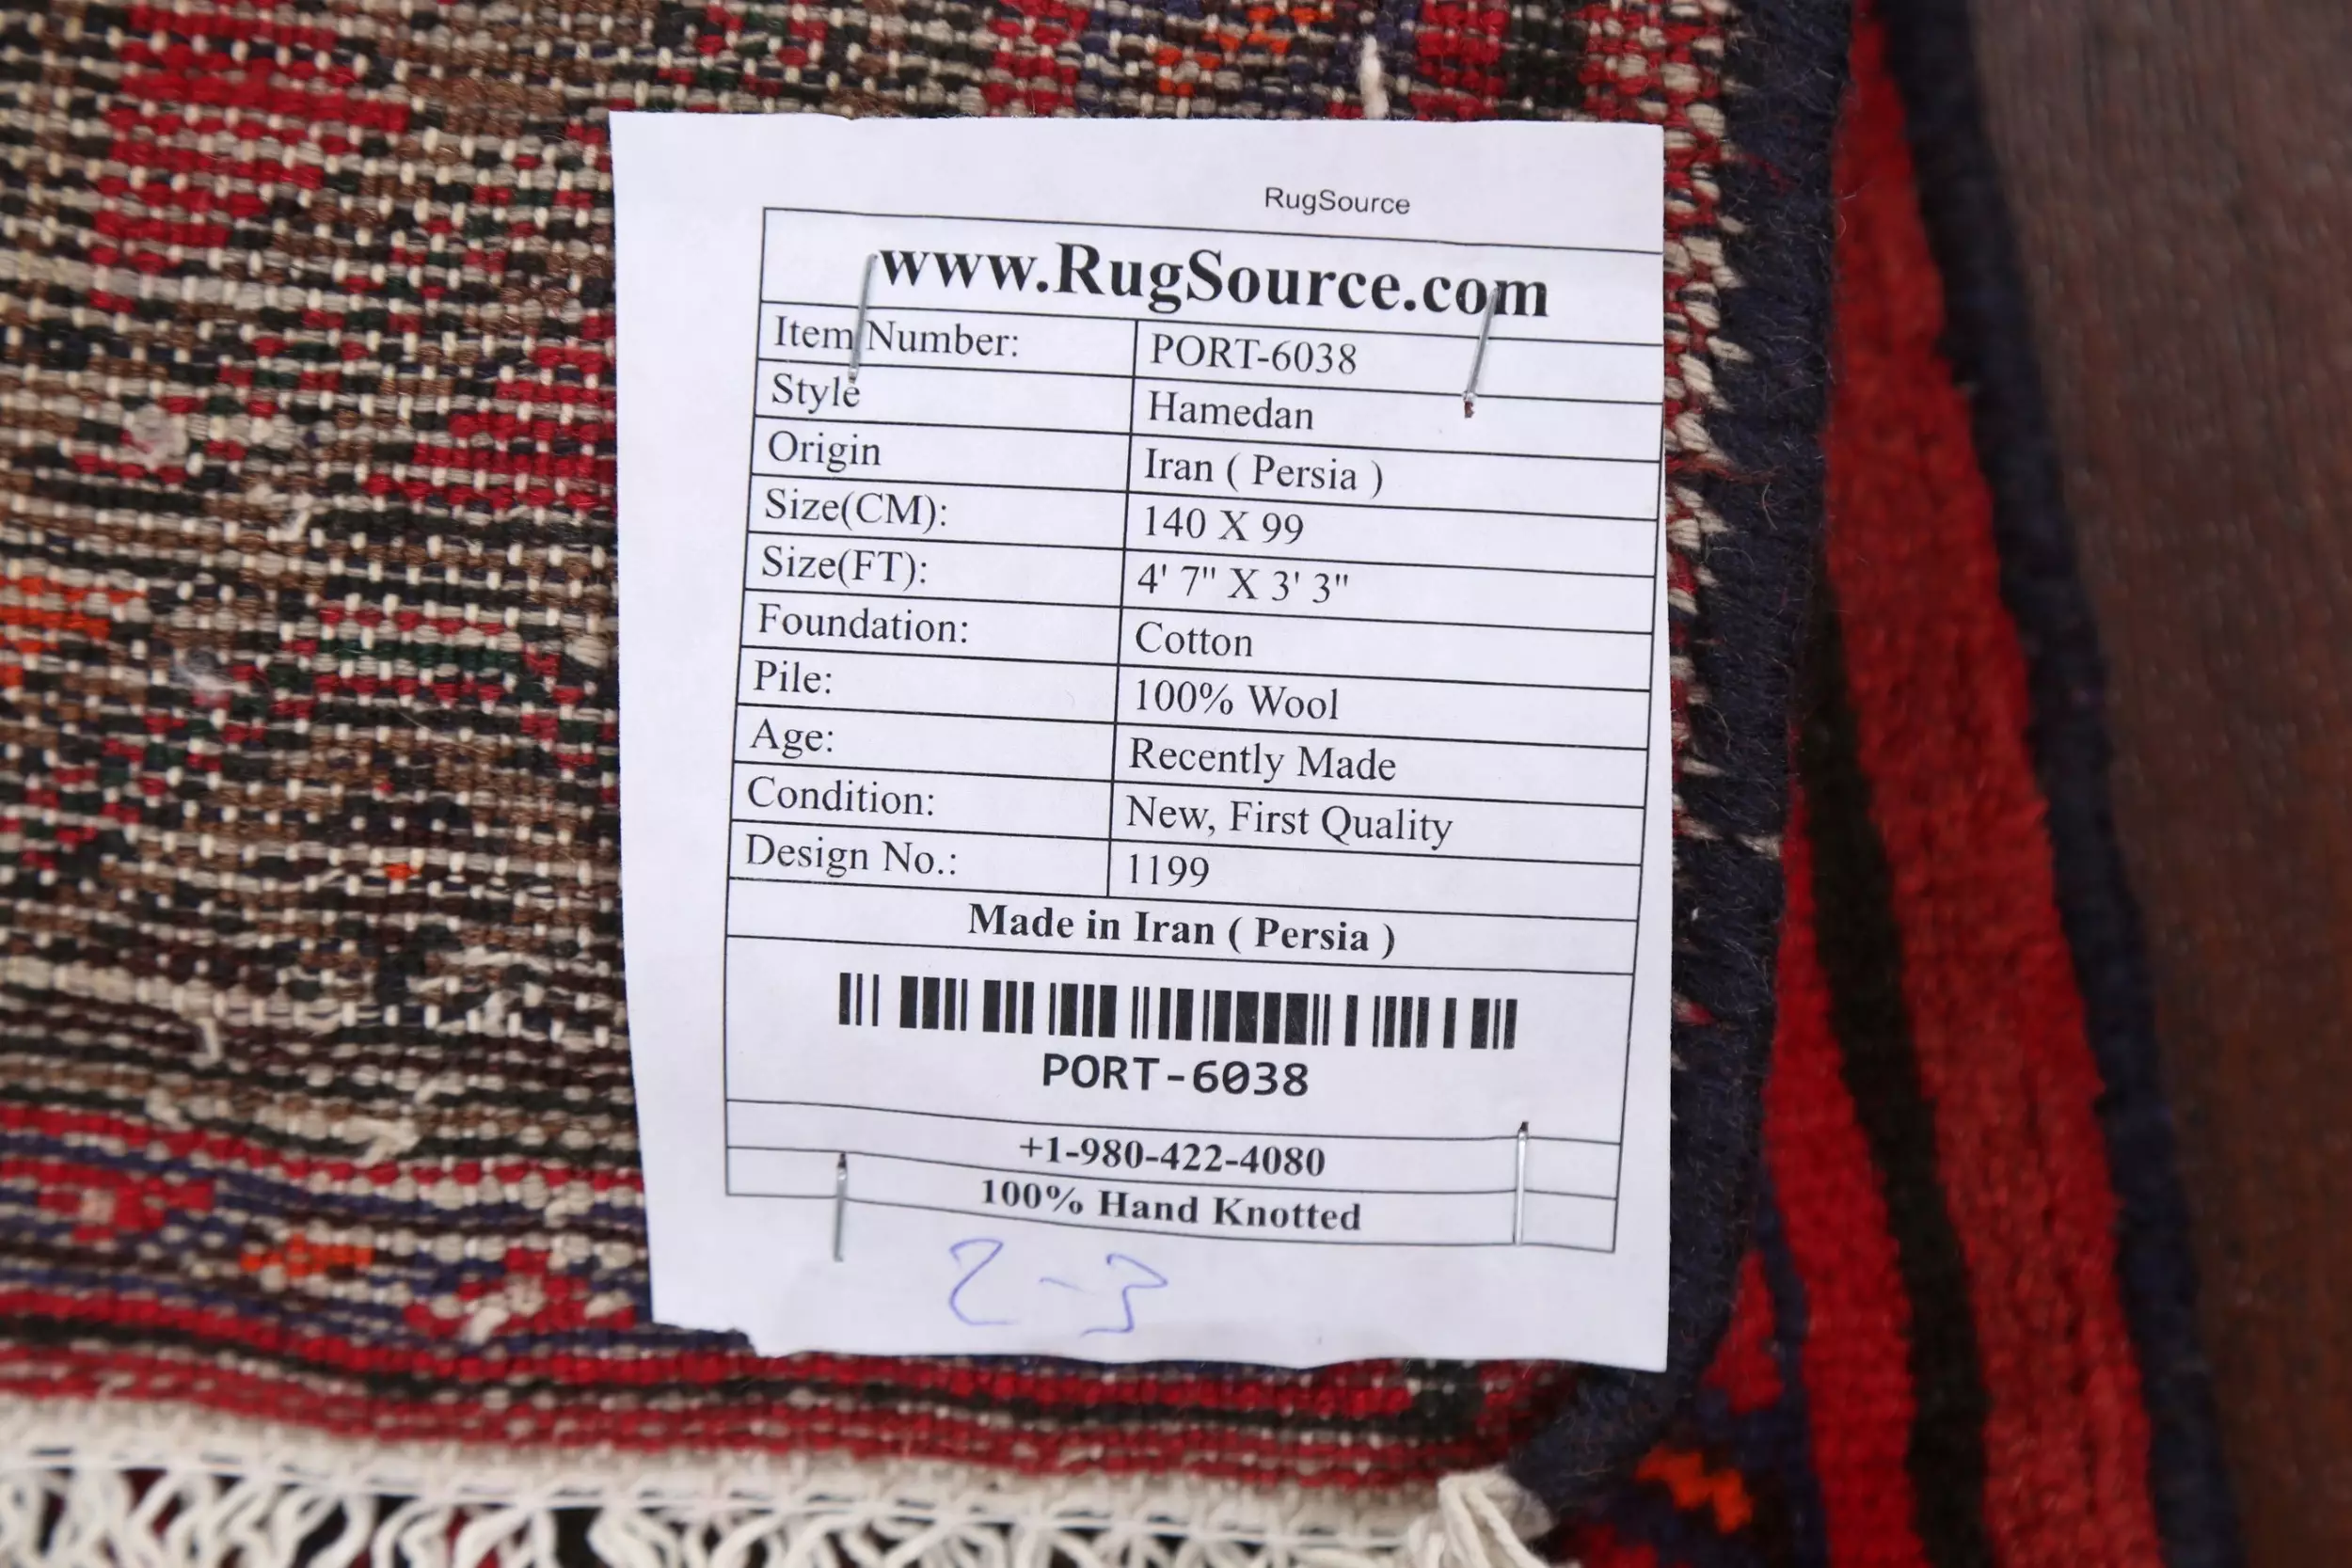 RugSource
www.RugSource.com
Item Number: PORT-6038
Style Hamedan
Origin Iran ( Persia )
Size(CM): 140 X 99
Size(FT): 4' 7" X 3' 3"
Foundation: Cotton
Pile: 100% Wool
Age: Recently Made
Condition: New, First Quality
Design No.: 1199
Made in Iran ( Persia )
PORT-6038
+1-980-422-4080
100% Hand Knotted
2-3